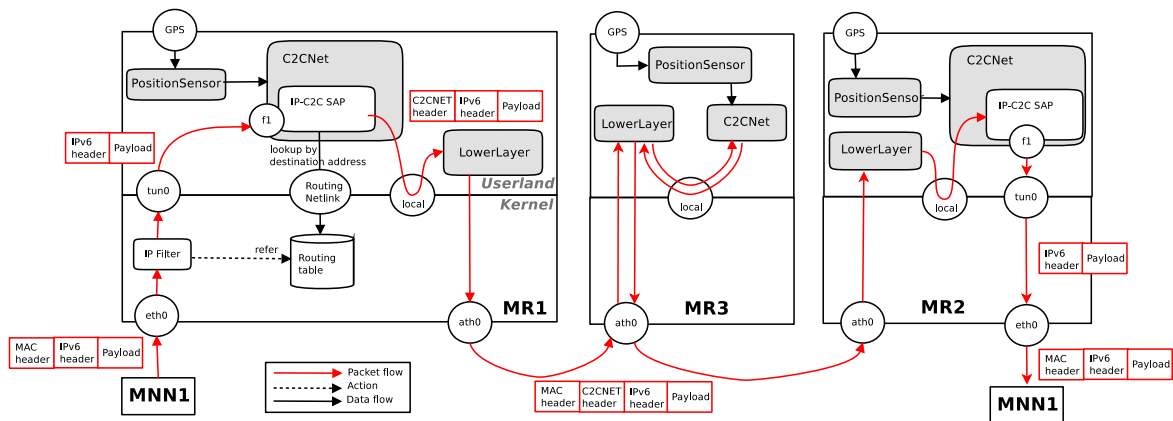 GPS
PositionSensor
C2CNet
IP-C2C SAP
f1
IPv6
header
Payload
C2CNET
header
IPv6
header
Payload
LowerLayer
lookup by
destination address
tun0
Routing
Netlink
local
Userland
Kernel
IP Filter
refer
Routing
table
eth0
MR1
ath0
MAC
header
IPv6
header
Payload
MNN1
Packet flow
Action
Data flow
GPS
PositionSensor
LowerLayer
C2CNet
local
MR3
ath0
MAC
header
C2CNET
header
IPv6
header
Payload
GPS
C2CNet
PositionSensor
IP-C2C SAP
LowerLayer
f1
local
tun0
IPv6
header
Payload
MR2
ath0
eth0
MAC
header
IPv6
header
Payload
MNN1